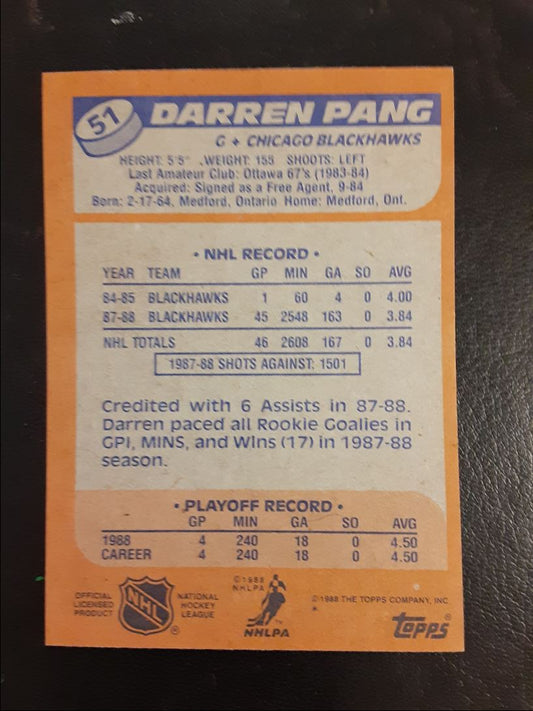 51
DARREN PANG
G + CHICAGO BLACKHAWKS
HEIGHT: 5'5" .WEIGHT: 155 SHOOTS: LEFT
Last Amateur Club: Ottawa 67's (1983-84)
Acquired: Signed as a Free Agent, 9-84
Born: 2-17-64, Medford, Ontario Home: Medford, Ont.
• NHL RECORD •
YEAR TEAM GP MIN GA SO AVG
84-85 BLACKHAWKS 1 60 4 0 4.00
87-88 BLACKHAWKS 45 2548 163 0 3.84
NHL TOTALS 46 2608 167 0 3.84
1987-88 SHOTS AGAINST: 1501
Credited with 6 Assists in 87-88.
Darren paced all Rookie Goalies in
GPI, MINS, and Wins (17) in 1987-88
season.
• PLAYOFF RECORD •
GP MIN GA SO AVG
1988 4 240 18 0 4.50
CAREER 4 240 18 0 4.50
OFFICIAL
LICENSED
PRODUCT
NHL
®
NATIONAL
HOCKEY
LEAGUE
©1988
NHLPA
NHLPA
©1988 THE TOPPS COMPANY, INC.
*
topps®